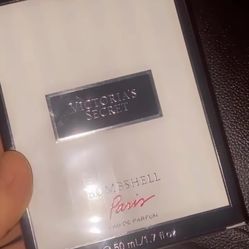 VICTORIA'S
SECRET
BOMBSHELL
Paris
EAU DE PARFUM
50 mL/1.7 fl oz